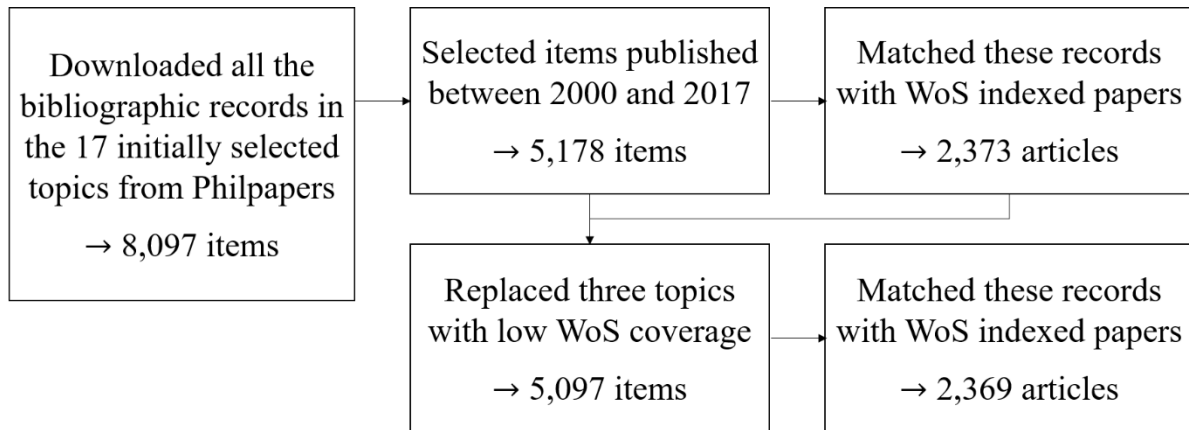 Downloaded all the
bibliographic records in
the 17 initially selected
topics from Philpapers
→ 8,097 items
Selected items published
between 2000 and 2017
→ 5,178 items
Matched these records
with WoS indexed papers
→ 2,373 articles
Replaced three topics
with low WoS coverage
→ 5,097 items
Matched these records
with WoS indexed papers
→ 2,369 articles